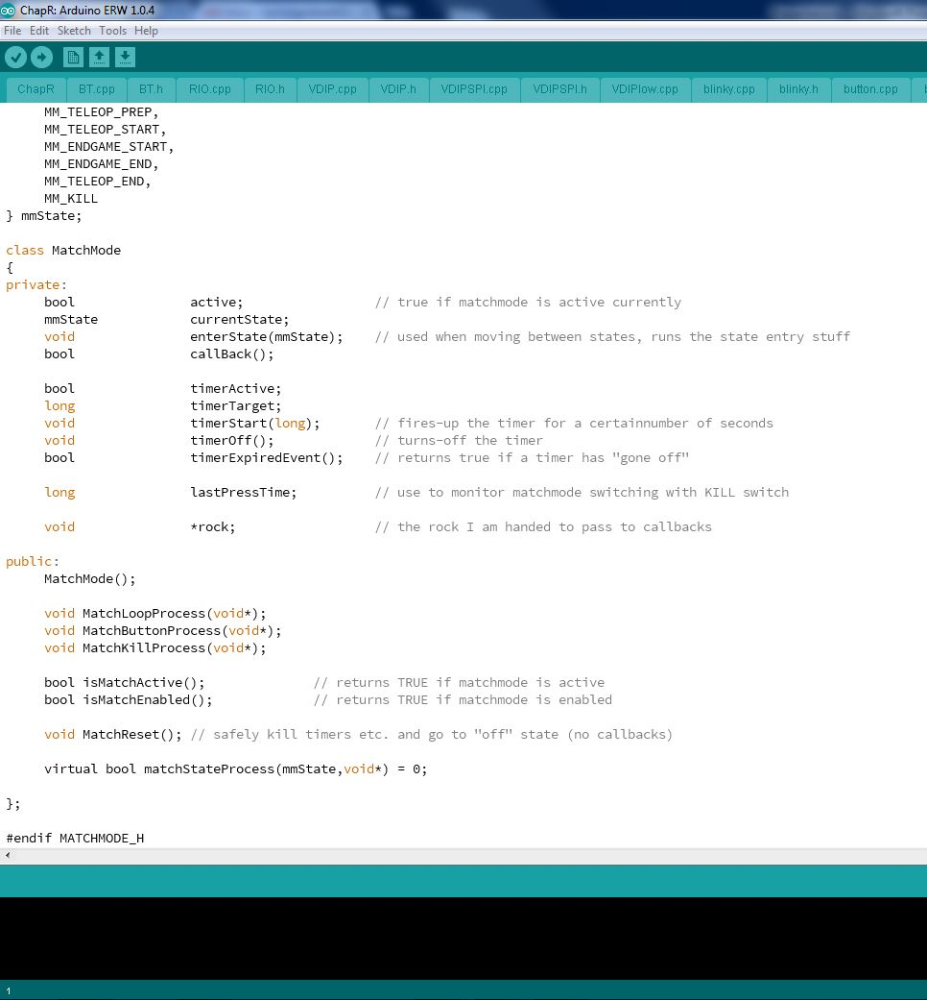 ChapR: Arduino ERW 1.0.4
File Edit Sketch Tools Help
ChapR BT.cpp BT.h RIO.cpp RIO.h VDIP.cpp VDIP.h VDIPSPI.cpp VDIPSPI.h VDIPlow.cpp blinky.cpp blinky.h button.cpp
MM_TELEOP_PREP,
MM_TELEOP_START,
MM_ENDGAME_START,
MM_ENDGAME_END,
MM_TELEOP_END,
MM_KILL
} mmState;
class MatchMode
{
private:
bool active; // true if matchmode is active currently
mmState currentState;
void enterState(mmState); // used when moving between states, runs the state entry stuff
bool callBack();
bool timerActive;
long timerTarget;
void timerStart(long); // fires-up the timer for a certainnumber of seconds
void timerOff(); // turns-off the timer
bool timerExpiredEvent(); // returns true if a timer has "gone off"
long lastPressTime; // use to monitor matchmode switching with KILL switch
void *rock; // the rock I am handed to pass to callbacks
public:
MatchMode();
void MatchLoopProcess(void*);
void MatchButtonProcess(void*);
void MatchKillProcess(void*);
bool isMatchActive(); // returns TRUE if matchmode is active
bool isMatchEnabled(); // returns TRUE if matchmode is enabled
void MatchReset(); // safely kill timers etc. and go to "off" state (no callbacks)
virtual bool matchStateProcess(mmState,void*) = 0;
};
#endif MATCHMODE_H
1